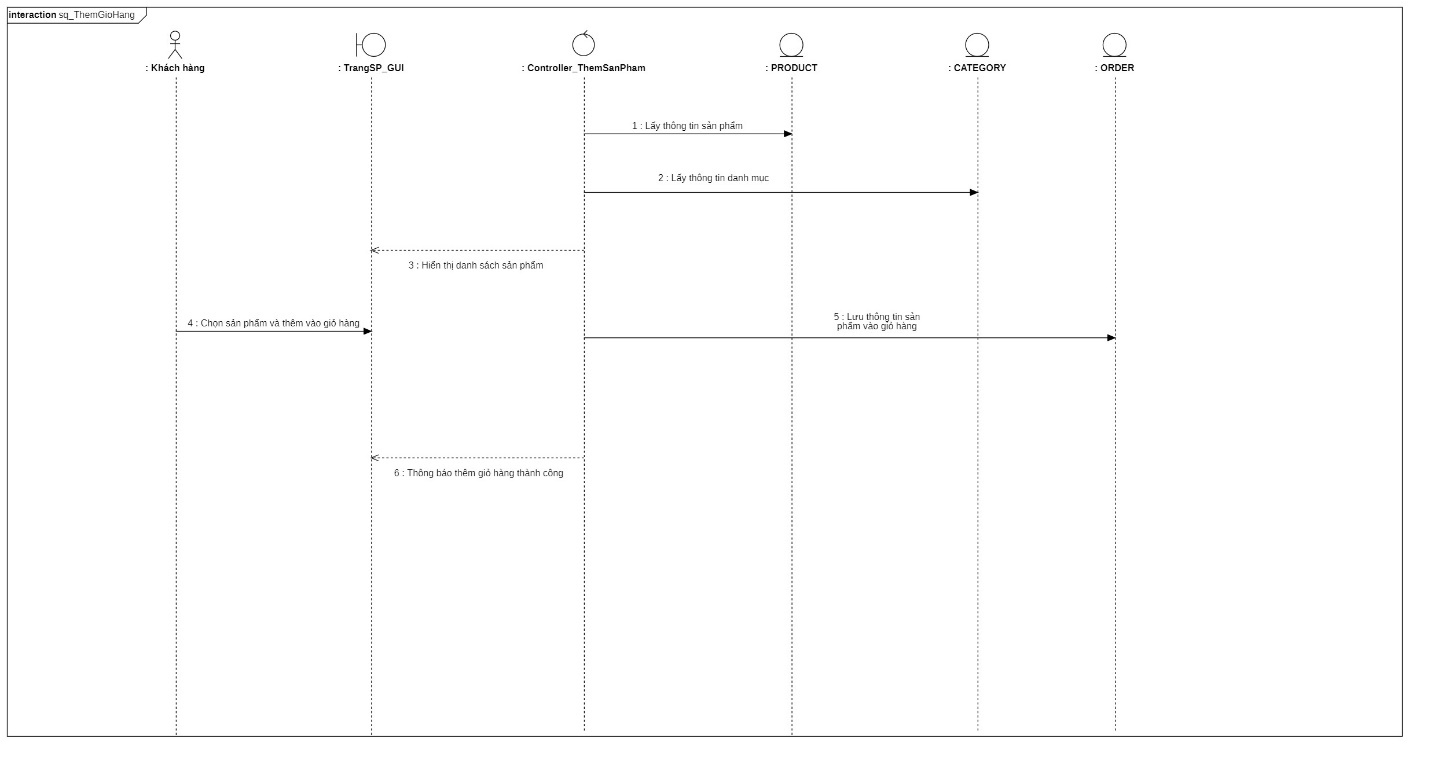 interaction sq_ThemGioHang
: Khách hàng
: TrangSP_GUI
: Controller_ThemSanPham
: PRODUCT
: CATEGORY
: ORDER
1 : Lấy thông tin sản phẩm
2 : Lấy thông tin danh mục
3 : Hiển thị danh sách sản phẩm
4 : Chọn sản phẩm và thêm vào giỏ hàng
5 : Lưu thông tin sản
phẩm vào giỏ hàng
6 : Thông báo thêm giỏ hàng thành công